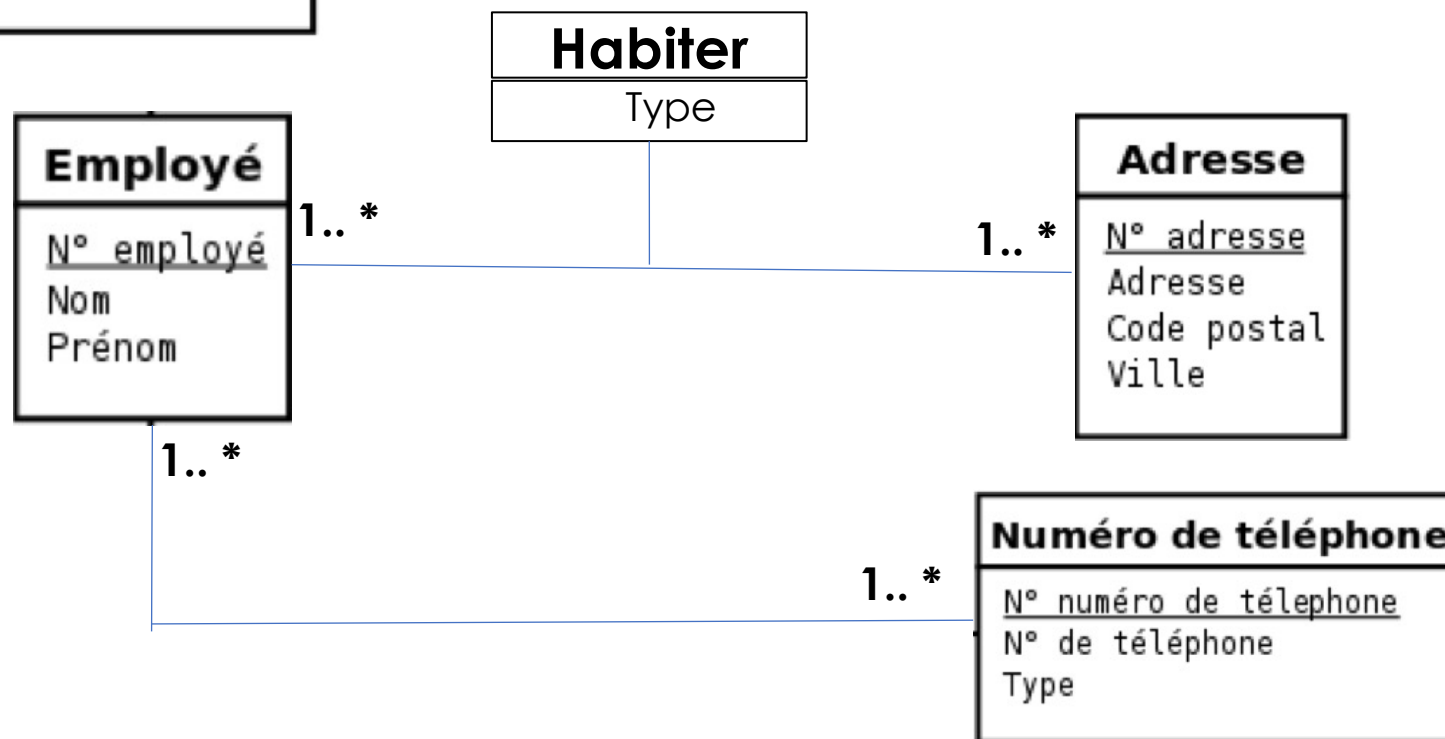 Habiter
Type
Employé
N° employé
Nom
Prénom
1.. *
1.. *
Adresse
N° adresse
Adresse
Code postal
Ville
1.. *
1.. *
Numéro de téléphone
N° numéro de télephone
N° de téléphone
Type